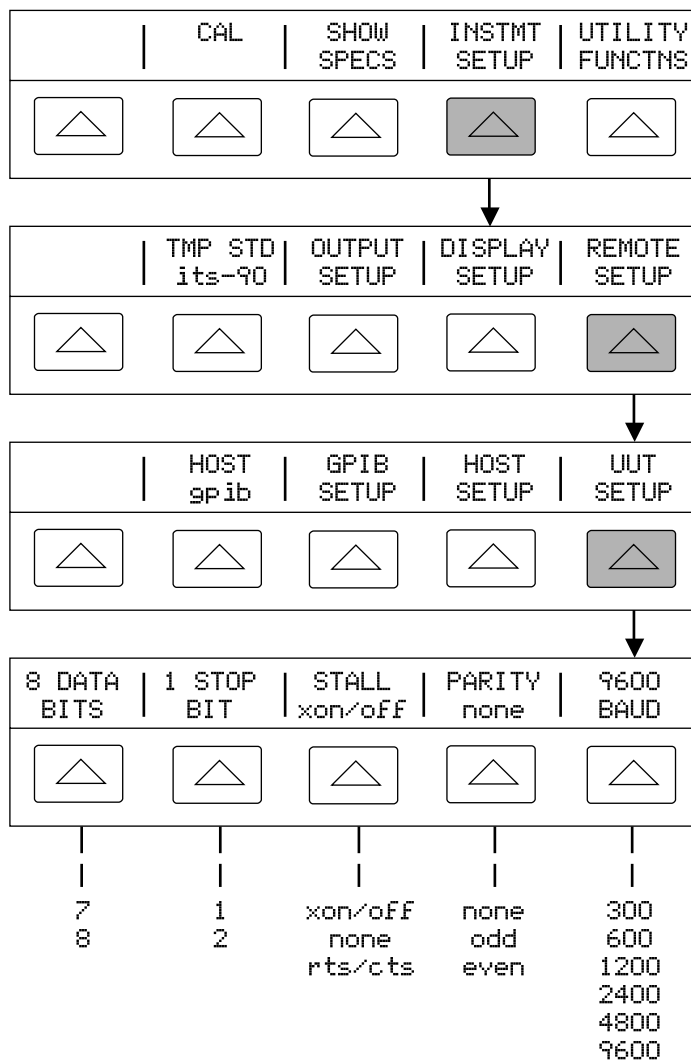 CAL | SHOW | INSTMT | UTILITY
SPECS | SETUP | FUNCTNS
TMP STD | OUTPUT | DISPLAY | REMOTE
its-90 | SETUP | SETUP | SETUP
HOST | GPIB | HOST | UUT
gpib | SETUP | SETUP | SETUP
8 DATA | 1 STOP | STALL | PARITY | 9600
BITS | BIT | xon/off | none | BAUD
7 1 xon/off none 300
8 2 none odd 600
rts/cts even 1200
2400
4800
9600